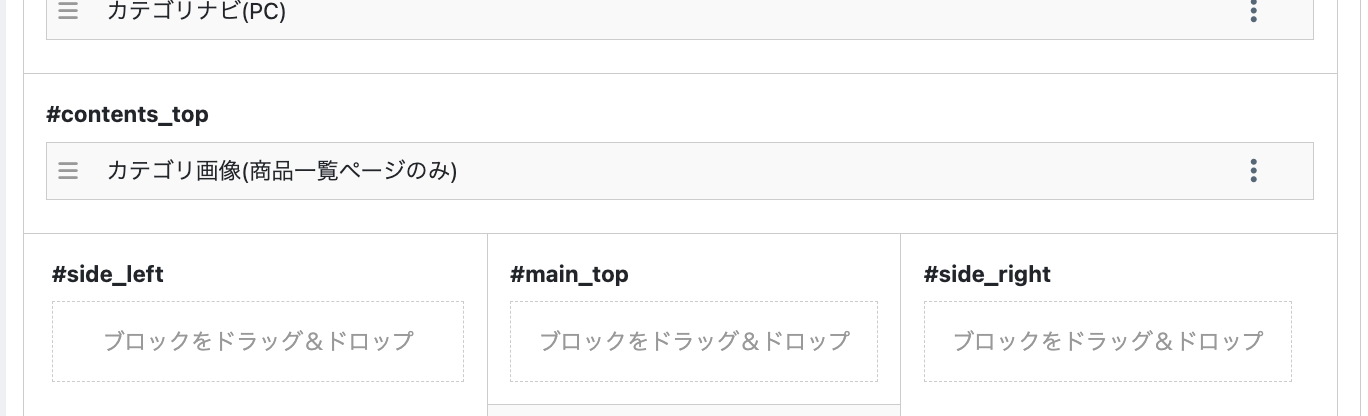 カテゴリナビ(PC)
#contents_top
カテゴリ画像(商品一覧ページのみ)
#side_left
#main_top
#side_right
ブロックをドラッグ＆ドロップ
ブロックをドラッグ＆ドロップ
ブロックをドラッグ＆ドロップ